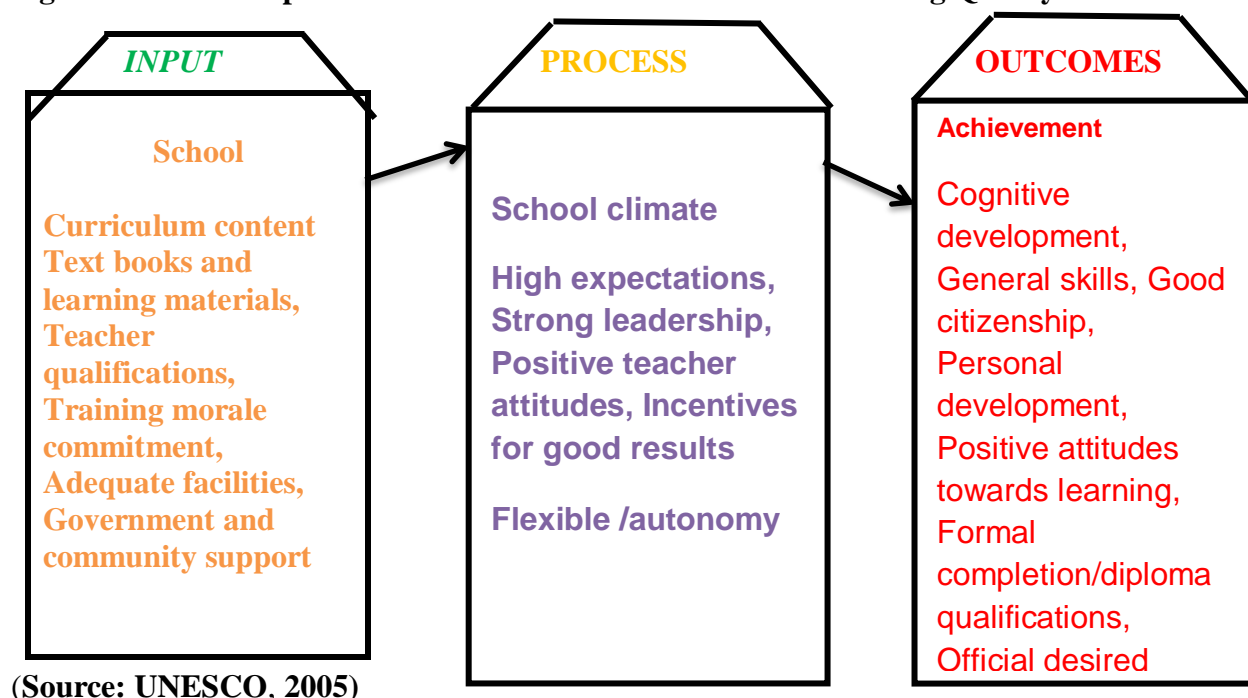 INPUT
School
Curriculum content
Text books and
learning materials,
Teacher
qualifications,
Training morale
commitment,
Adequate facilities,
Government and
community support
(Source: UNESCO, 2005)
PROCESS
School climate
High expectations,
Strong leadership,
Positive teacher
attitudes, Incentives
for good results
Flexible /autonomy
OUTCOMES
Achievement
Cognitive
development,
General skills, Good
citizenship,
Personal
development,
Positive attitudes
towards learning,
Formal
completion/diploma
qualifications,
Official desired